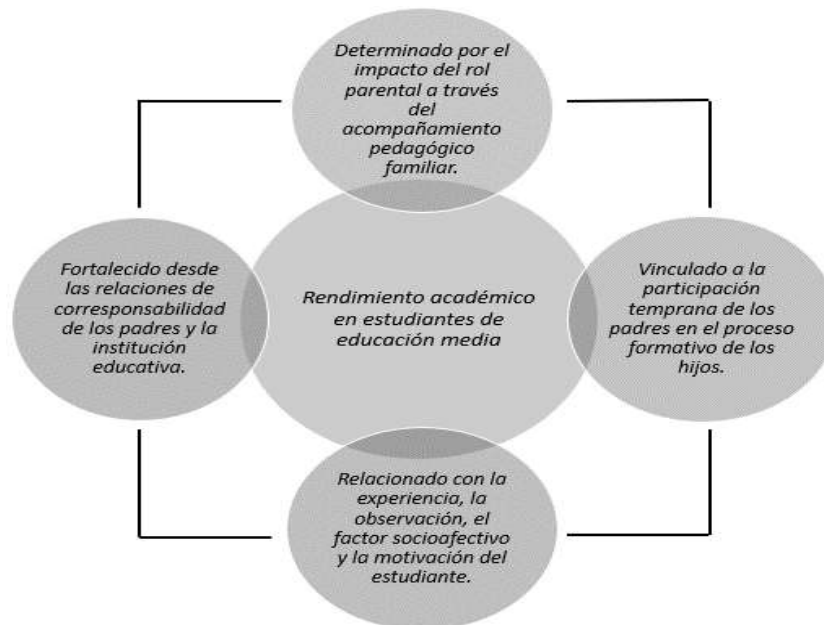 Determinado por el
impacto del rol
parental a través
del
acompañamiento
pedagógico
familiar.
Fortalecido desde
las relaciones de
corresponsabilidad
de los padres y la
institución
educativa.
Rendimiento académico
en estudiantes de
educación media
Vinculado a la
participación
temprana de los
padres en el proceso
formativo de los
hijos.
Relacionado con la
experiencia, la
observación, el
factor socioafectivo
y la motivación del
estudiante.